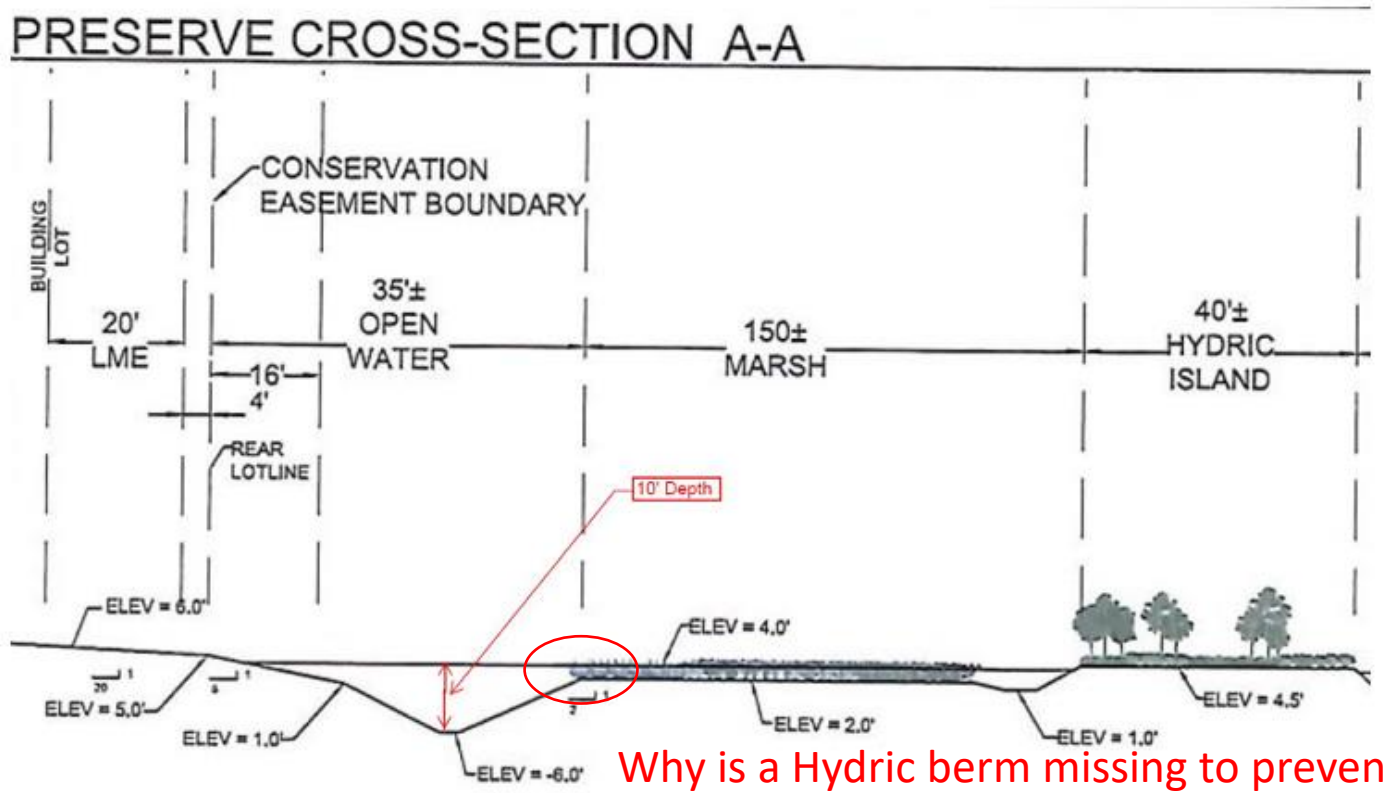 PRESERVE CROSS-SECTION A-A
CONSERVATION
EASEMENT BOUNDARY
BUILDING
LOT
20'
LME
35'±
OPEN
WATER
150±
MARSH
40'±
HYDRIC
ISLAND
16'
4'
REAR
LOTLINE
10' Depth
ELEV = 6.0'
ELEV = 4.0'
20 1
1
2 1
ELEV = 5.0'
ELEV = 1.0'
ELEV = -6.0'
ELEV = 2.0'
ELEV = 1.0'
ELEV = 4.5'
Why is a Hydric berm missing to preven